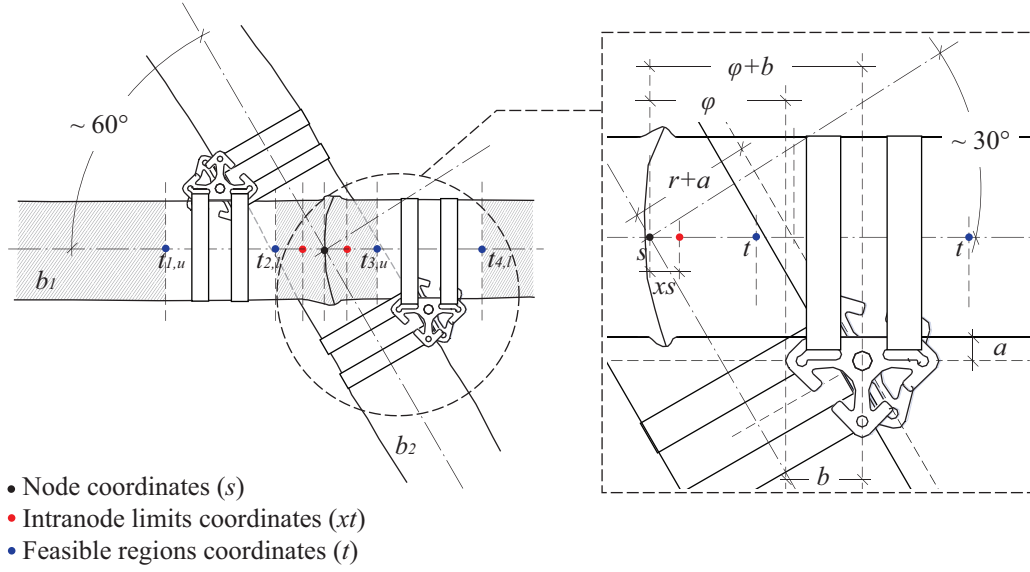 ~ 60°
t1,u
t2,l
t3,u
t4,l
b1
b2
φ+b
φ
~ 30°
r+a
s
t
t
xs
a
b
• Node coordinates (s)
• Intranode limits coordinates (xt)
• Feasible regions coordinates (t)